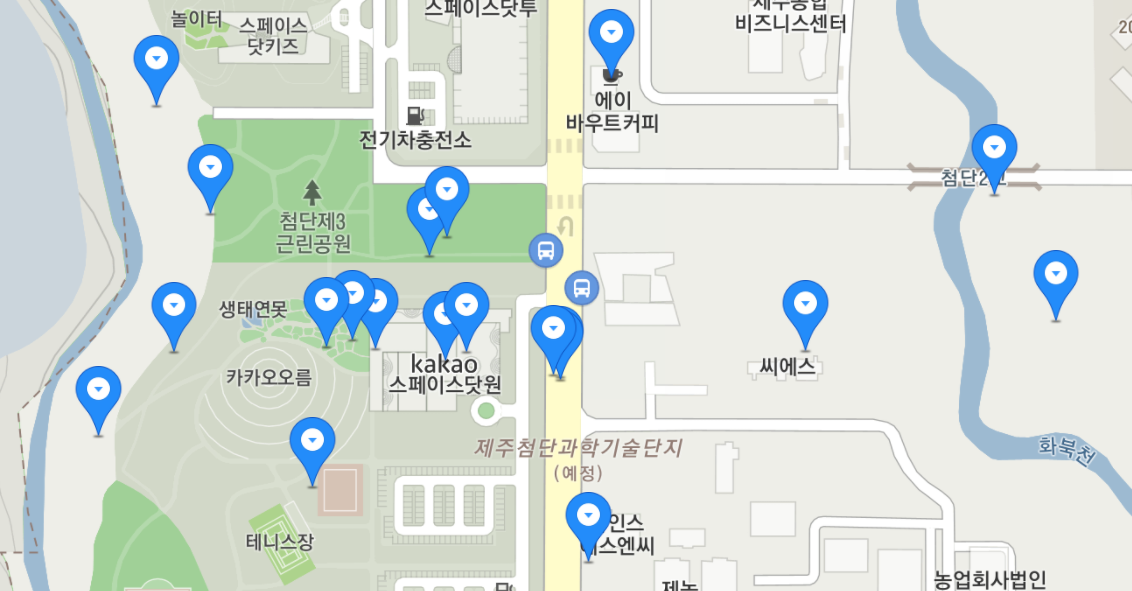 스페이스닷투
놀이터
스페이스
닷키즈
비즈니스센터
에이
바우트커피
전기차충전소
첨단제3
근린공원
생태연못
카카오오름
kakao
스페이스닷원
씨에스
제주첨단과학기술단지
(예정)
화북천
테니스장
농업회사법인